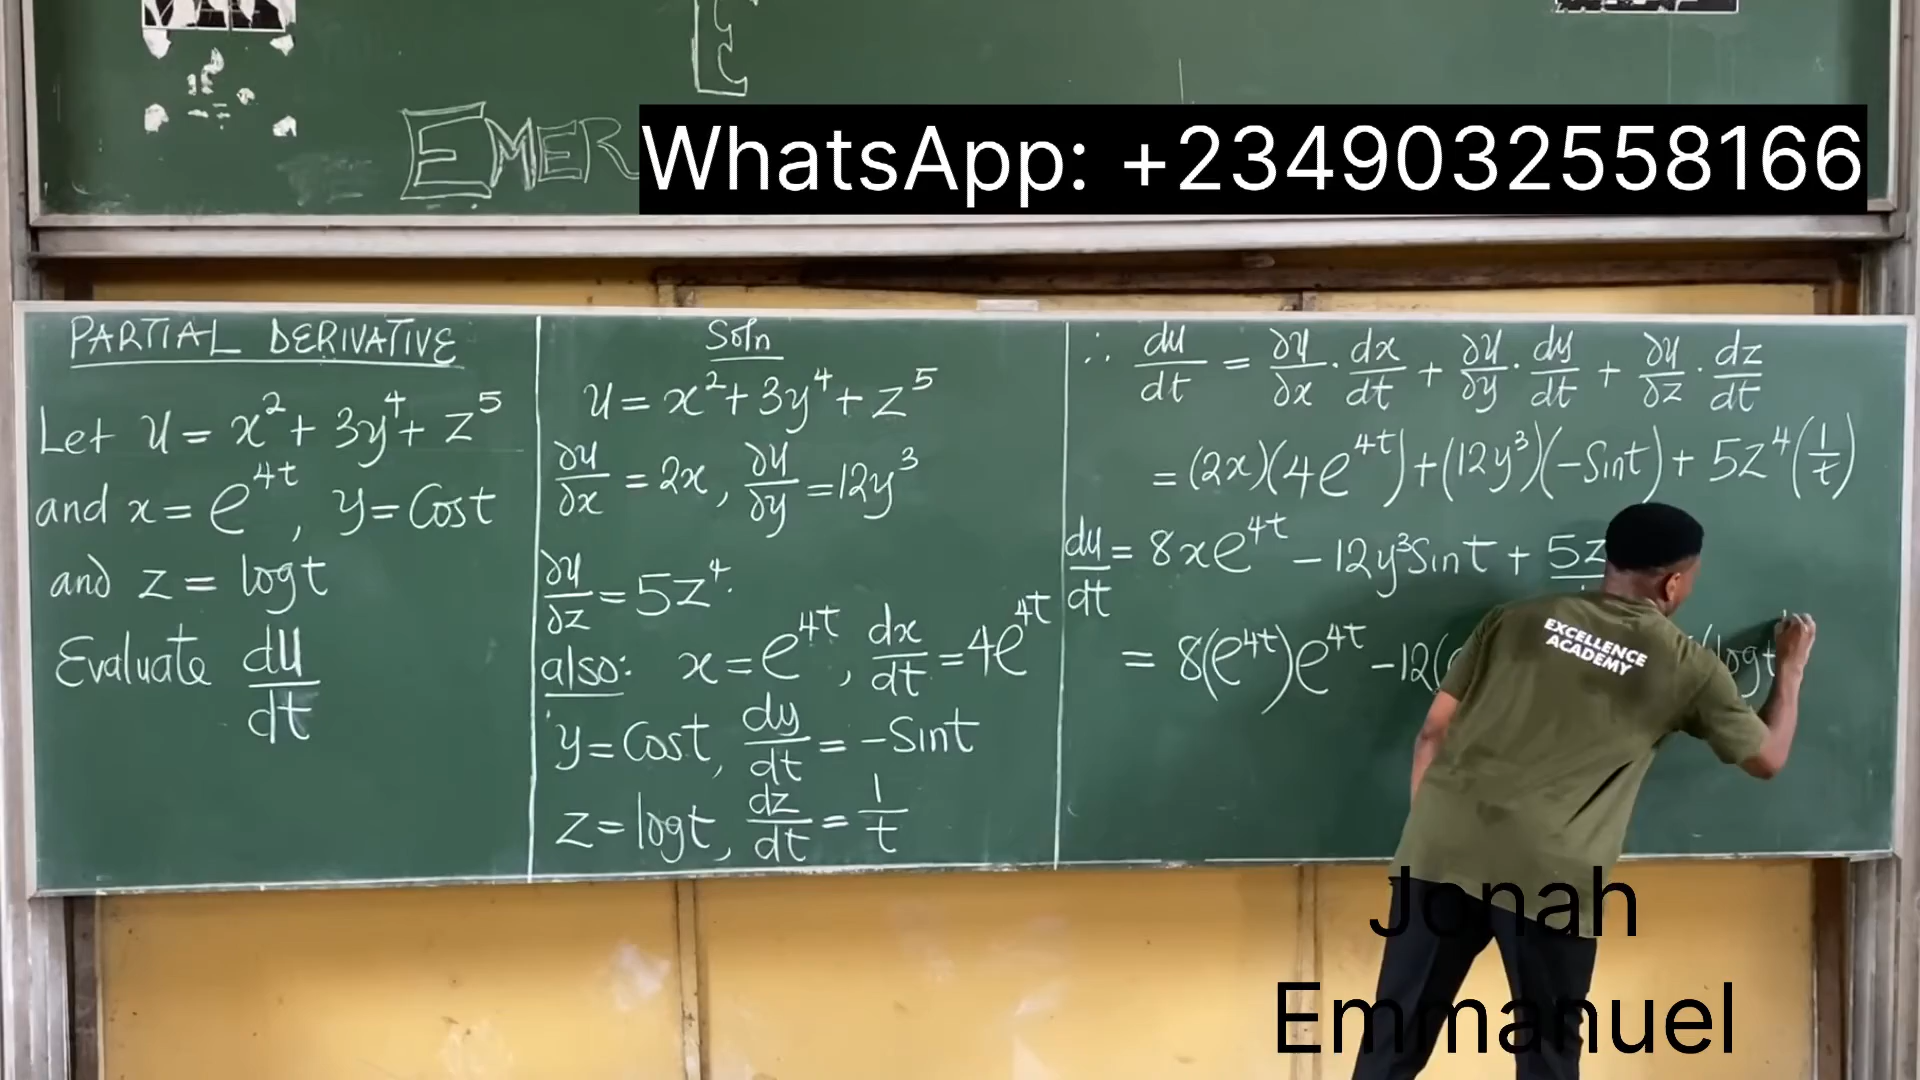 EMER
WhatsApp: +2349032558166
PARTIAL DERIVATIVE
Let U = x² + 3y⁴ + z⁵
and x = e^4t, y = Cost
and z = logt
Evaluate dU/dt
Soln
U = x² + 3y⁴ + z⁵
∂U/∂x = 2x, ∂U/∂y = 12y³
∂U/∂z = 5z⁴.
also: x = e^4t, dx/dt = 4e^4t
y = Cost, dy/dt = -Sint
z = logt, dz/dt = 1/t
∴ du/dt = ∂U/∂x · dx/dt + ∂U/∂y · dy/dt + ∂U/∂z · dz/dt
= (2x)(4e^4t) + (12y³)(-Sint) + 5z⁴(1/t)
du/dt = 8xe^4t - 12y³Sint + 5z
= 8(e^4t)e^4t - 12( (logt
EXCELLENCE
ACADEMY
Jonah
Emmanuel